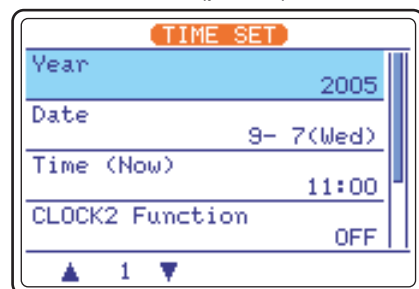 TIME SET
Year
2005
Date
9- 7(Wed)
Time (Now)
11:00
CLOCK2 Function
OFF
▲ 1 ▼